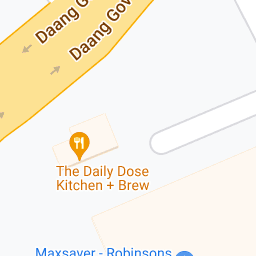 Daang G
Daang Gov
The Daily Dose
Kitchen + Brew
Maxsaver - Robinsons